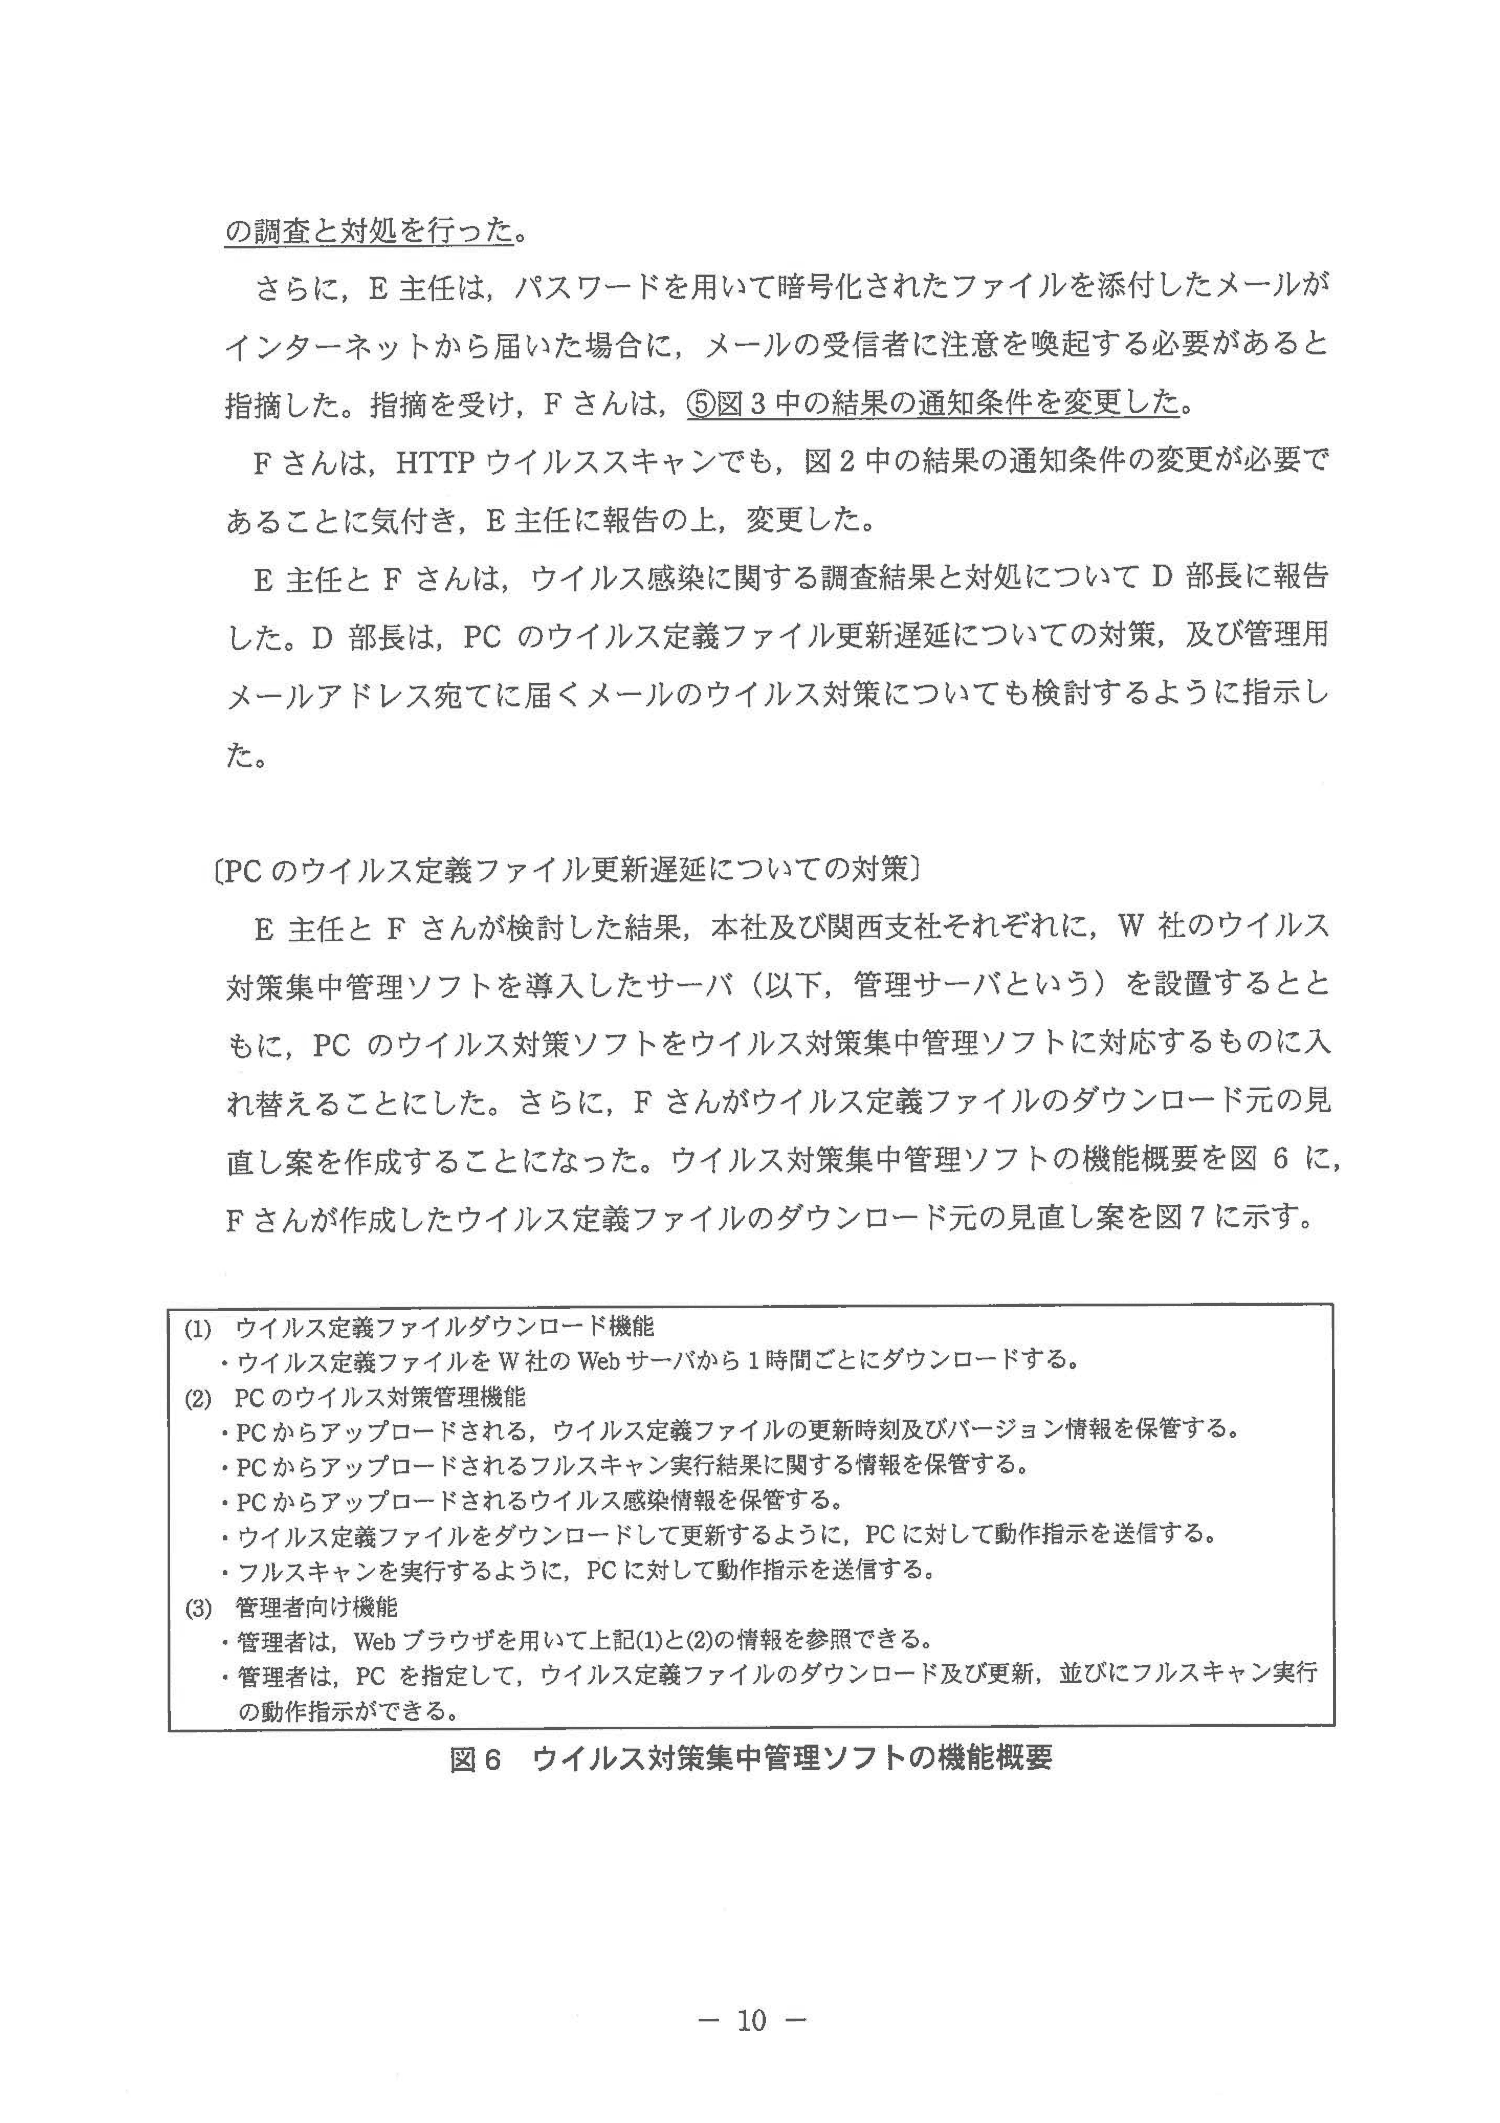 の調査と対処を行った。
さらに，E 主任は，パスワードを用いて暗号化されたファイルを添付したメールが
インターネットから届いた場合に，メールの受信者に注意を喚起する必要があると
指摘した。指摘を受け，F さんは，⑤図 3 中の結果の通知条件を変更した。
F さんは，HTTP ウイルススキャンでも，図 2 中の結果の通知条件の変更が必要で
あることに気付き，E 主任に報告の上，変更した。
E 主任と F さんは，ウイルス感染に関する調査結果と対処について D 部長に報告
した。D 部長は，PC のウイルス定義ファイル更新遅延についての対策，及び管理用
メールアドレス宛てに届くメールのウイルス対策についても検討するように指示し
た。
〔PC のウイルス定義ファイル更新遅延についての対策〕
E 主任と F さんが検討した結果，本社及び関西支社それぞれに，W 社のウイルス
対策集中管理ソフトを導入したサーバ（以下，管理サーバという）を設置するとと
もに，PC のウイルス対策ソフトをウイルス対策集中管理ソフトに対応するものに入
れ替えることにした。さらに，F さんがウイルス定義ファイルのダウンロード元の見
直し案を作成することになった。ウイルス対策集中管理ソフトの機能概要を図 6 に，
F さんが作成したウイルス定義ファイルのダウンロード元の見直し案を図 7 に示す。
(1) ウイルス定義ファイルダウンロード機能
・ウイルス定義ファイルを W 社の Web サーバから 1 時間ごとにダウンロードする。
(2) PC のウイルス対策管理機能
・PC からアップロードされる，ウイルス定義ファイルの更新時刻及びバージョン情報を保管する。
・PC からアップロードされるフルスキャン実行結果に関する情報を保管する。
・PC からアップロードされるウイルス感染情報を保管する。
・ウイルス定義ファイルをダウンロードして更新するように，PC に対して動作指示を送信する。
・フルスキャンを実行するように，PC に対して動作指示を送信する。
(3) 管理者向け機能
・管理者は，Web ブラウザを用いて上記(1)と(2)の情報を参照できる。
・管理者は，PC を指定して，ウイルス定義ファイルのダウンロード及び更新，並びにフルスキャン実行
の動作指示ができる。
図 6 ウイルス対策集中管理ソフトの機能概要
－ 10 －